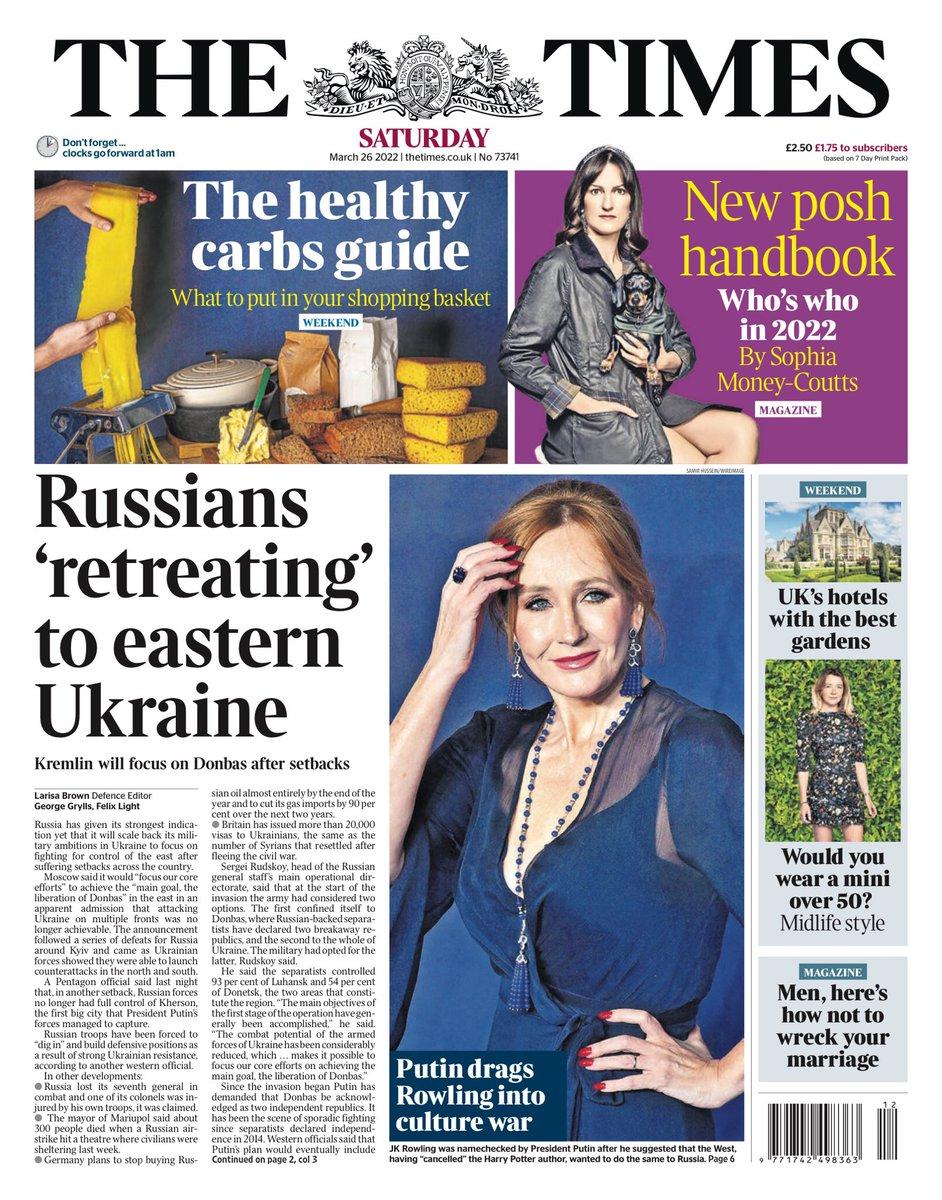 THE TIMES
DIEU ET MON DROIT
Don't forget ...
clocks go forward at 1am
SATURDAY
March 26 2022 | thetimes.co.uk | No 73741
£2.50 £1.75 to subscribers
(based on 7 Day Print Pack)
The healthy
carbs guide
What to put in your shopping basket
WEEKEND
New posh
handbook
Who's who
in 2022
By Sophia
Money-Coutts
MAGAZINE
Russians
‘retreating’
to eastern
Ukraine
Kremlin will focus on Donbas after setbacks
Larisa Brown Defence Editor
George Grylls, Felix Light
Russia has given its strongest indica-
tion yet that it will scale back its mili-
tary ambitions in Ukraine to focus on
fighting for control of the east after
suffering setbacks across the country.
Moscow said it would “focus our core
efforts” to achieve the “main goal, the
liberation of Donbas” in the east in an
apparent admission that attacking
Ukraine on multiple fronts was no
longer achievable. The announcement
followed a series of defeats for Russia
around Kyiv and came as Ukrainian
forces showed they were able to launch
counterattacks in the north and south.
A Pentagon official said last night
that, in another setback, Russian forces
no longer had full control of Kherson,
the first big city that President Putin's
forces managed to capture.
Russian troops have been forced to
“dig in” and build defensive positions as
a result of strong Ukrainian resistance,
according to another western official.
In other developments:
● Russia lost its seventh general in
combat and one of its colonels was in-
jured by his own troops, it was claimed.
● The mayor of Mariupol said about
300 people died when a Russian air-
strike hit a theatre where civilians were
sheltering last week.
● Germany plans to stop buying Rus-
sian oil almost entirely by the end of the
year and to cut its gas imports by 90 per
cent over the next two years.
● Britain has issued more than 20,000
visas to Ukrainians, the same as the
number of Syrians that resettled after
fleeing the civil war.
Sergei Rudskoy, head of the Russian
general staff's main operational di-
rectorate, said that at the start of the
invasion the army had considered two
options. The first confined itself to
Donbas, where Russian-backed separa-
tists have declared two breakaway re-
publics, and the second to the whole of
Ukraine. The military had opted for the
latter, Rudskoy said.
He said the separatists controlled
93 per cent of Luhansk and 54 per cent
of Donetsk, the two areas that consti-
tute the region. “The main objectives of
the first stage of the operation have gen-
erally been accomplished,” he said.
“The combat potential of the armed
forces of Ukraine has been considerably
reduced, which ... makes it possible to
focus our core efforts on achieving the
main goal, the liberation of Donbas.”
Since the invasion began Putin has
demanded that Donbas be acknowl-
edged as two independent republics. It
has been the scene of sporadic fighting
since separatists declared independ-
ence in 2014. Western officials said that
Putin's plan would eventually include
Continued on page 2, col 3
SAMIR HUSSEIN/WIREIMAGE
Putin drags
Rowling into
culture war
JK Rowling was namechecked by President Putin after he suggested that the West,
having “cancelled” the Harry Potter author, wanted to do the same to Russia. Page 6
WEEKEND
UK's hotels
with the best
gardens
Would you
wear a mini
over 50?
Midlife style
MAGAZINE
Men, here's
how not to
wreck your
marriage
12
9 771742 498363